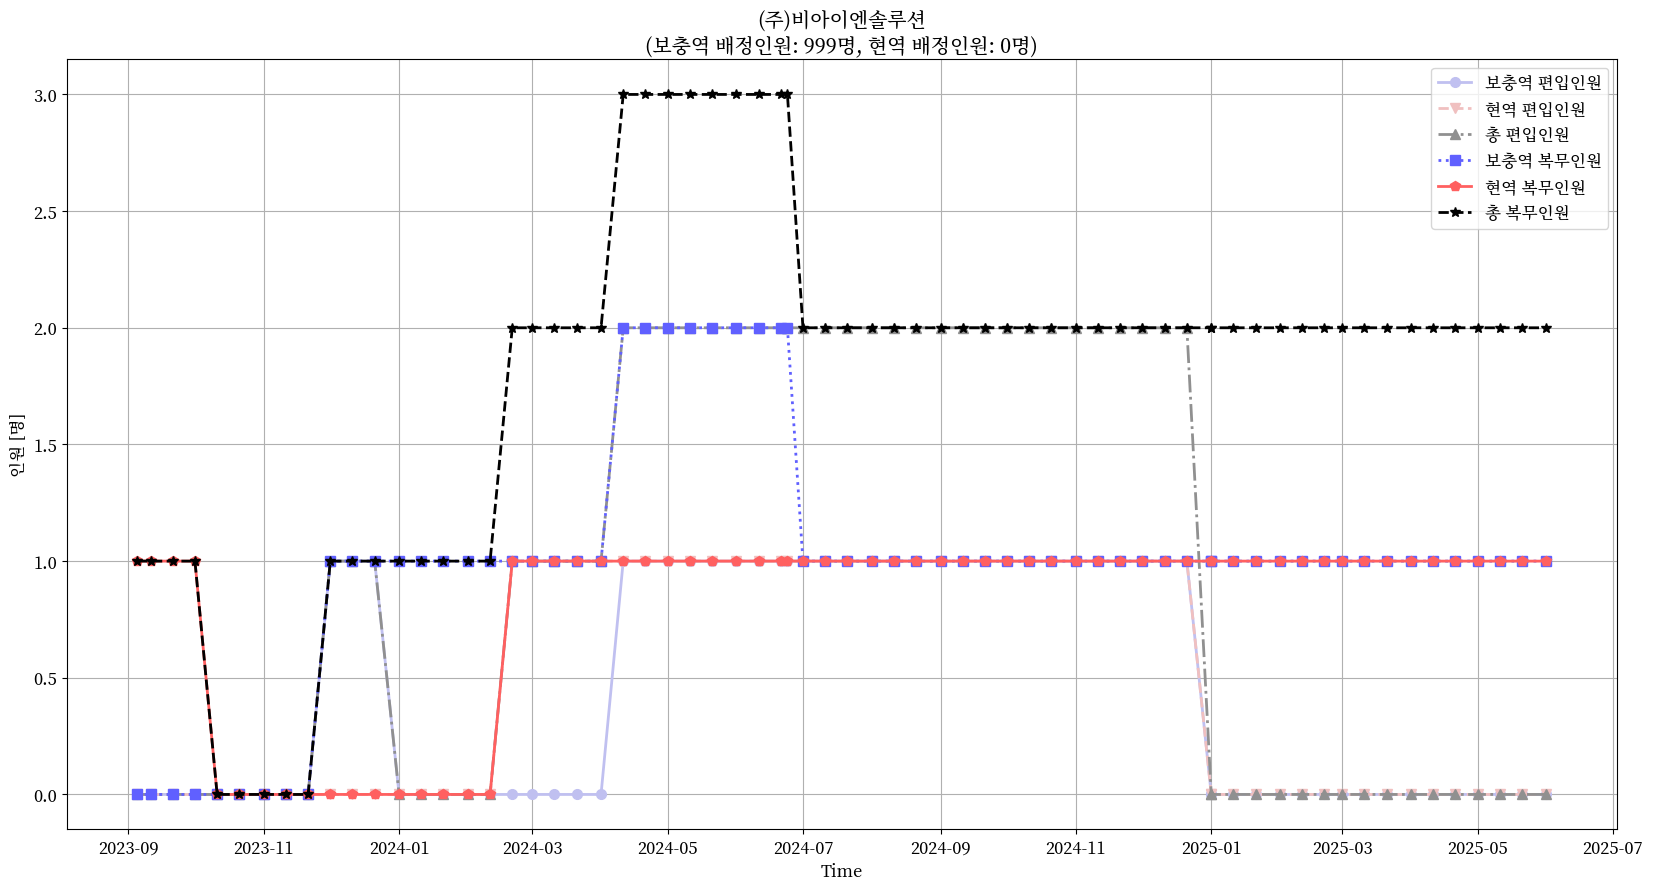 (주)비아이엔솔루션
(보충역 배정인원: 999명, 현역 배정인원: 0명)
보충역 편입인원
현역 편입인원
총 편입인원
보충역 복무인원
현역 복무인원
총 복무인원
3.0
2.5
2.0
1.5
1.0
0.5
0.0
인원 [명]
2023-09 2023-11 2024-01 2024-03 2024-05 2024-07 2024-09 2024-11 2025-01 2025-03 2025-05 2025-07
Time